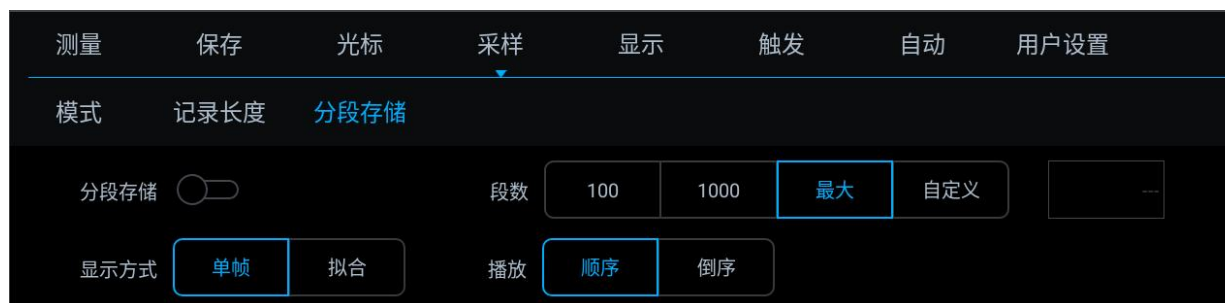 测量 保存 光标 采样 显示 触发 自动 用户设置
模式 记录长度 分段存储
分段存储 段数 100 1000 最大 自定义 ---
显示方式 单帧 拟合 播放 顺序 倒序